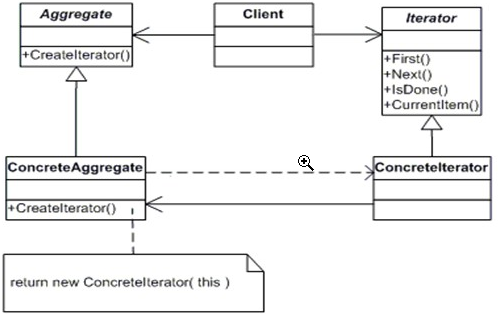 Aggregate
+CreateIterator()
Client
Iterator
+First()
+Next()
+IsDone()
+CurrentItem()
ConcreteAggregate
+CreateIterator()
ConcreteIterator
return new ConcreteIterator( this )